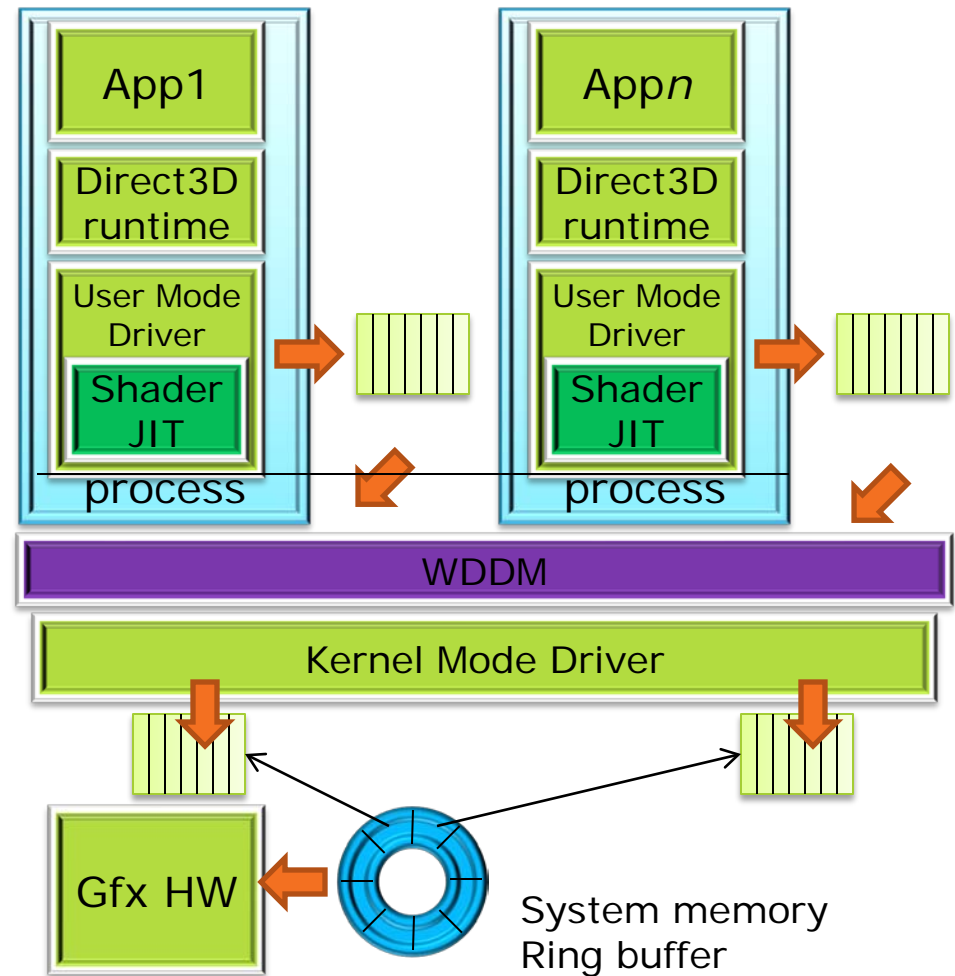 App1
Direct3D
runtime
User Mode
Driver
Shader
JIT
process
Appn
Direct3D
runtime
User Mode
Driver
Shader
JIT
process
WDDM
Kernel Mode Driver
Gfx HW
System memory
Ring buffer